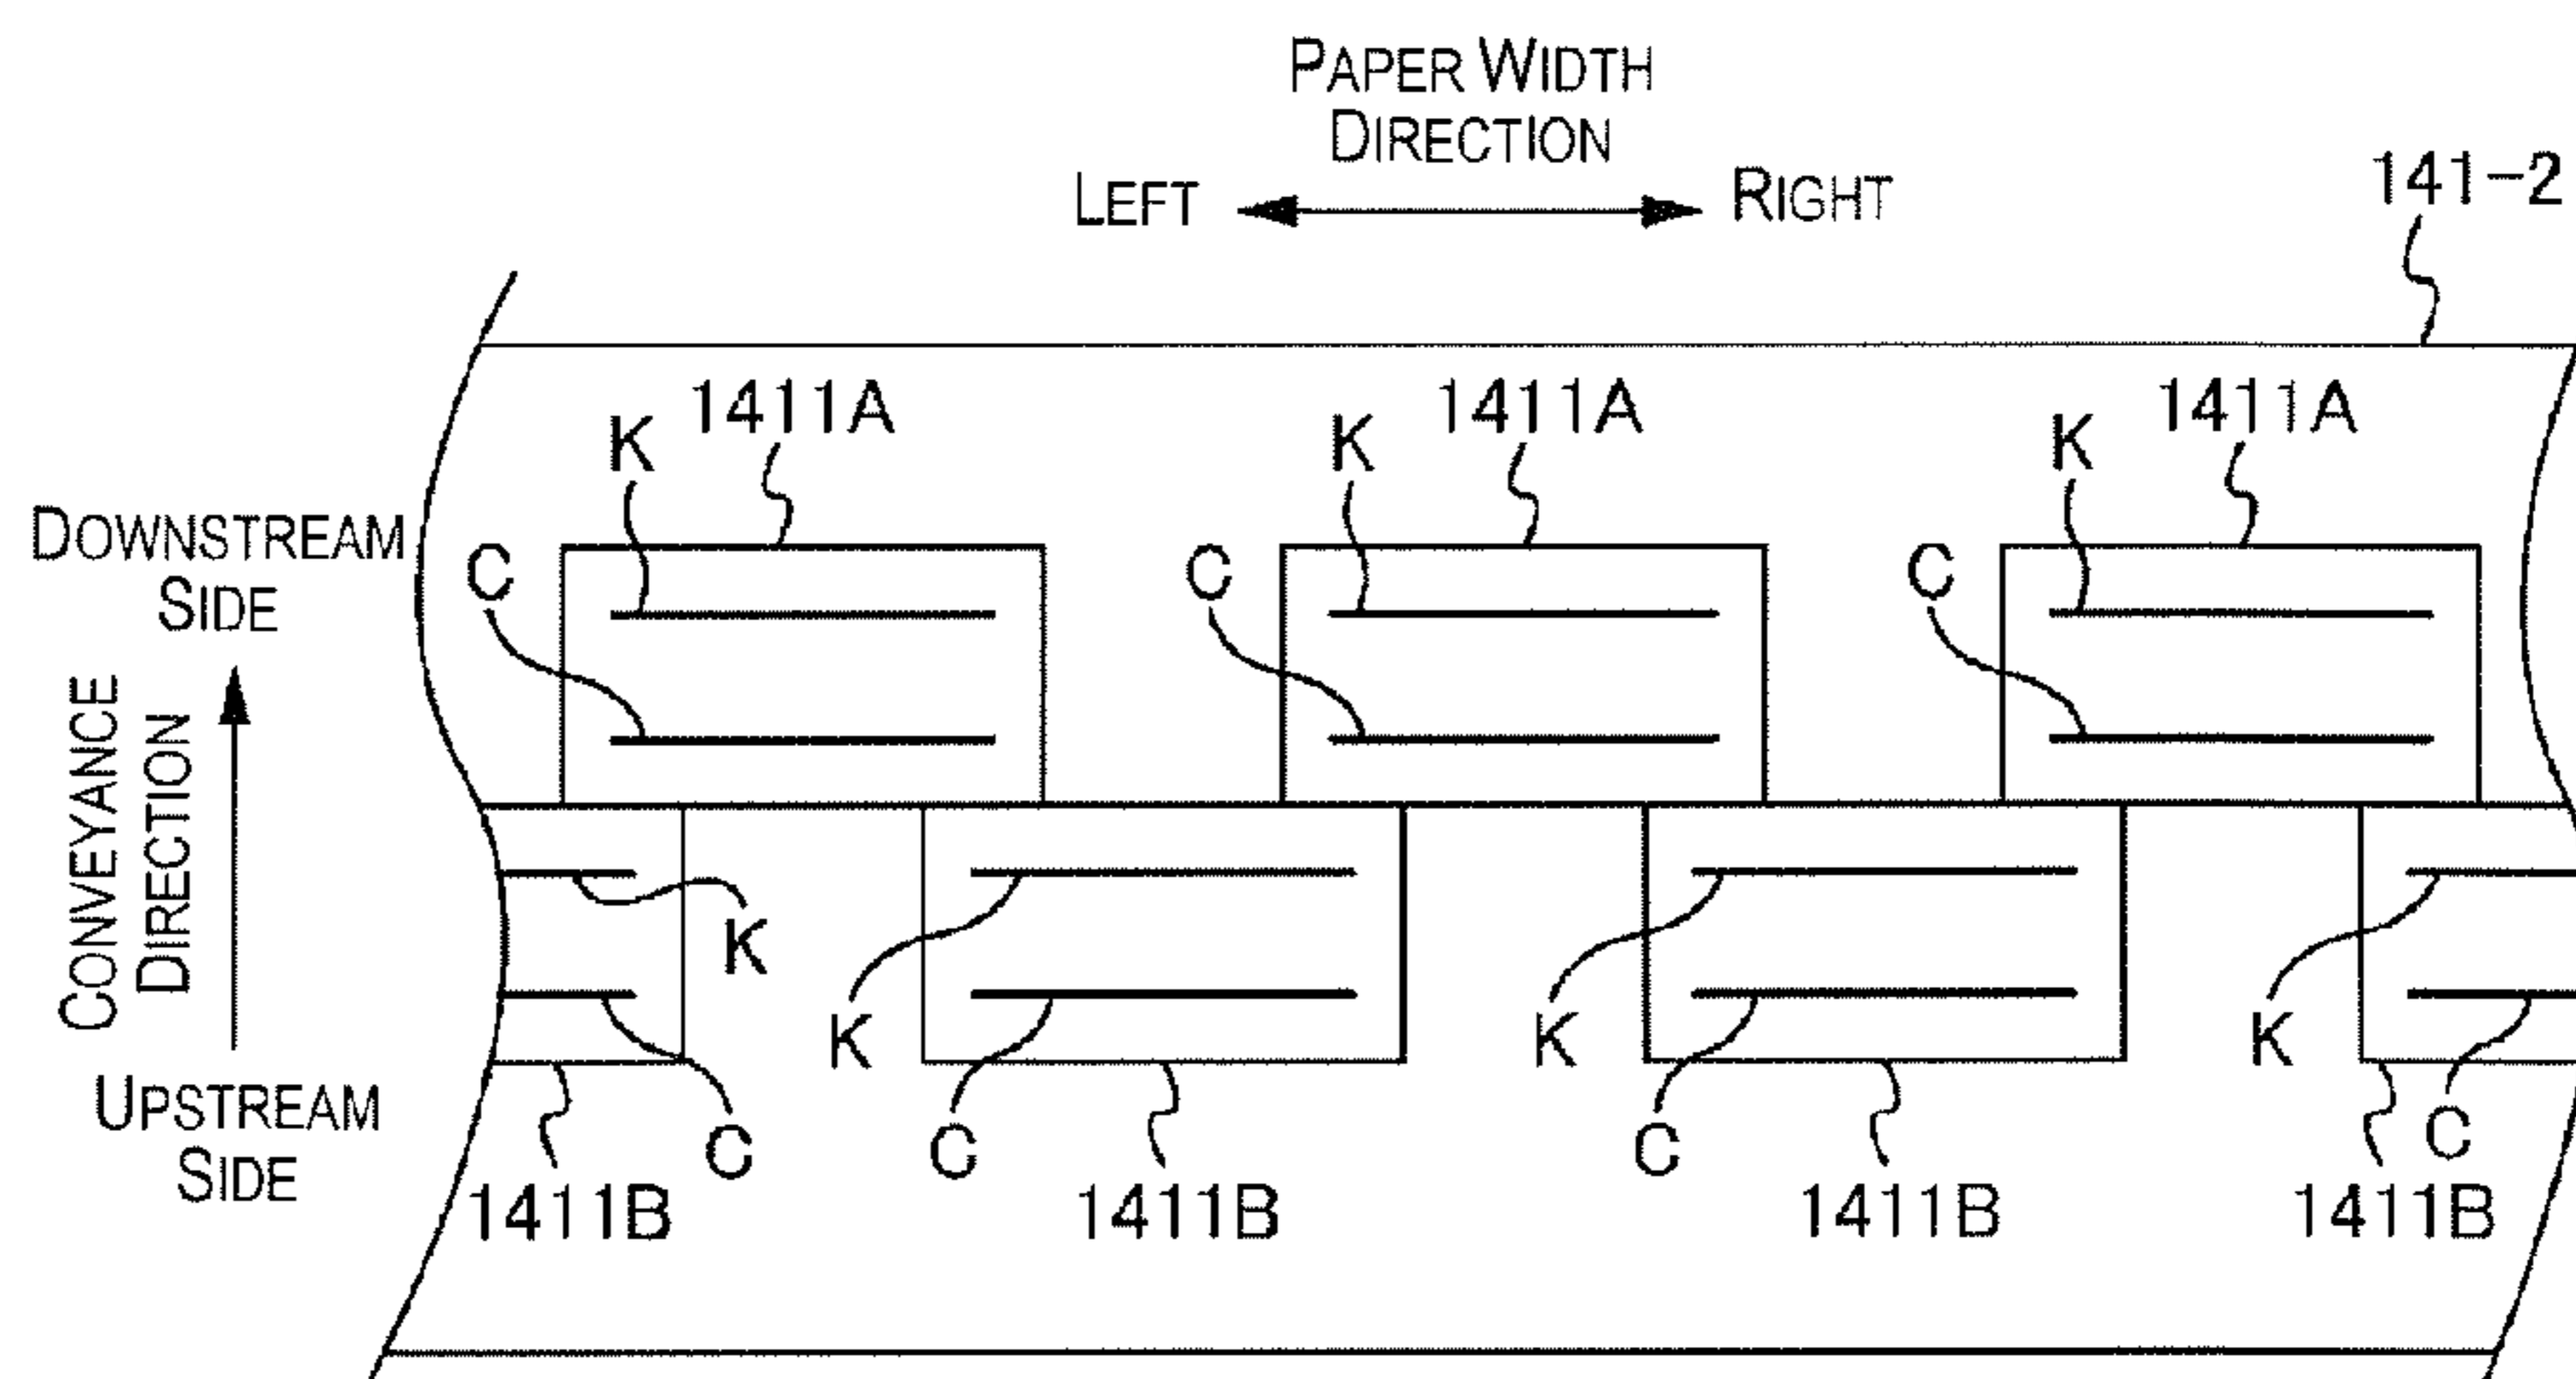 PAPER WIDTH
DIRECTION
LEFT RIGHT
141-2
1411A 1411A 1411A
K K K
DOWNSTREAM
SIDE
C C C
CONVEYANCE
DIRECTION
K
K K K
UPSTREAM
SIDE
C C C C
1411B 1411B 1411B 1411B